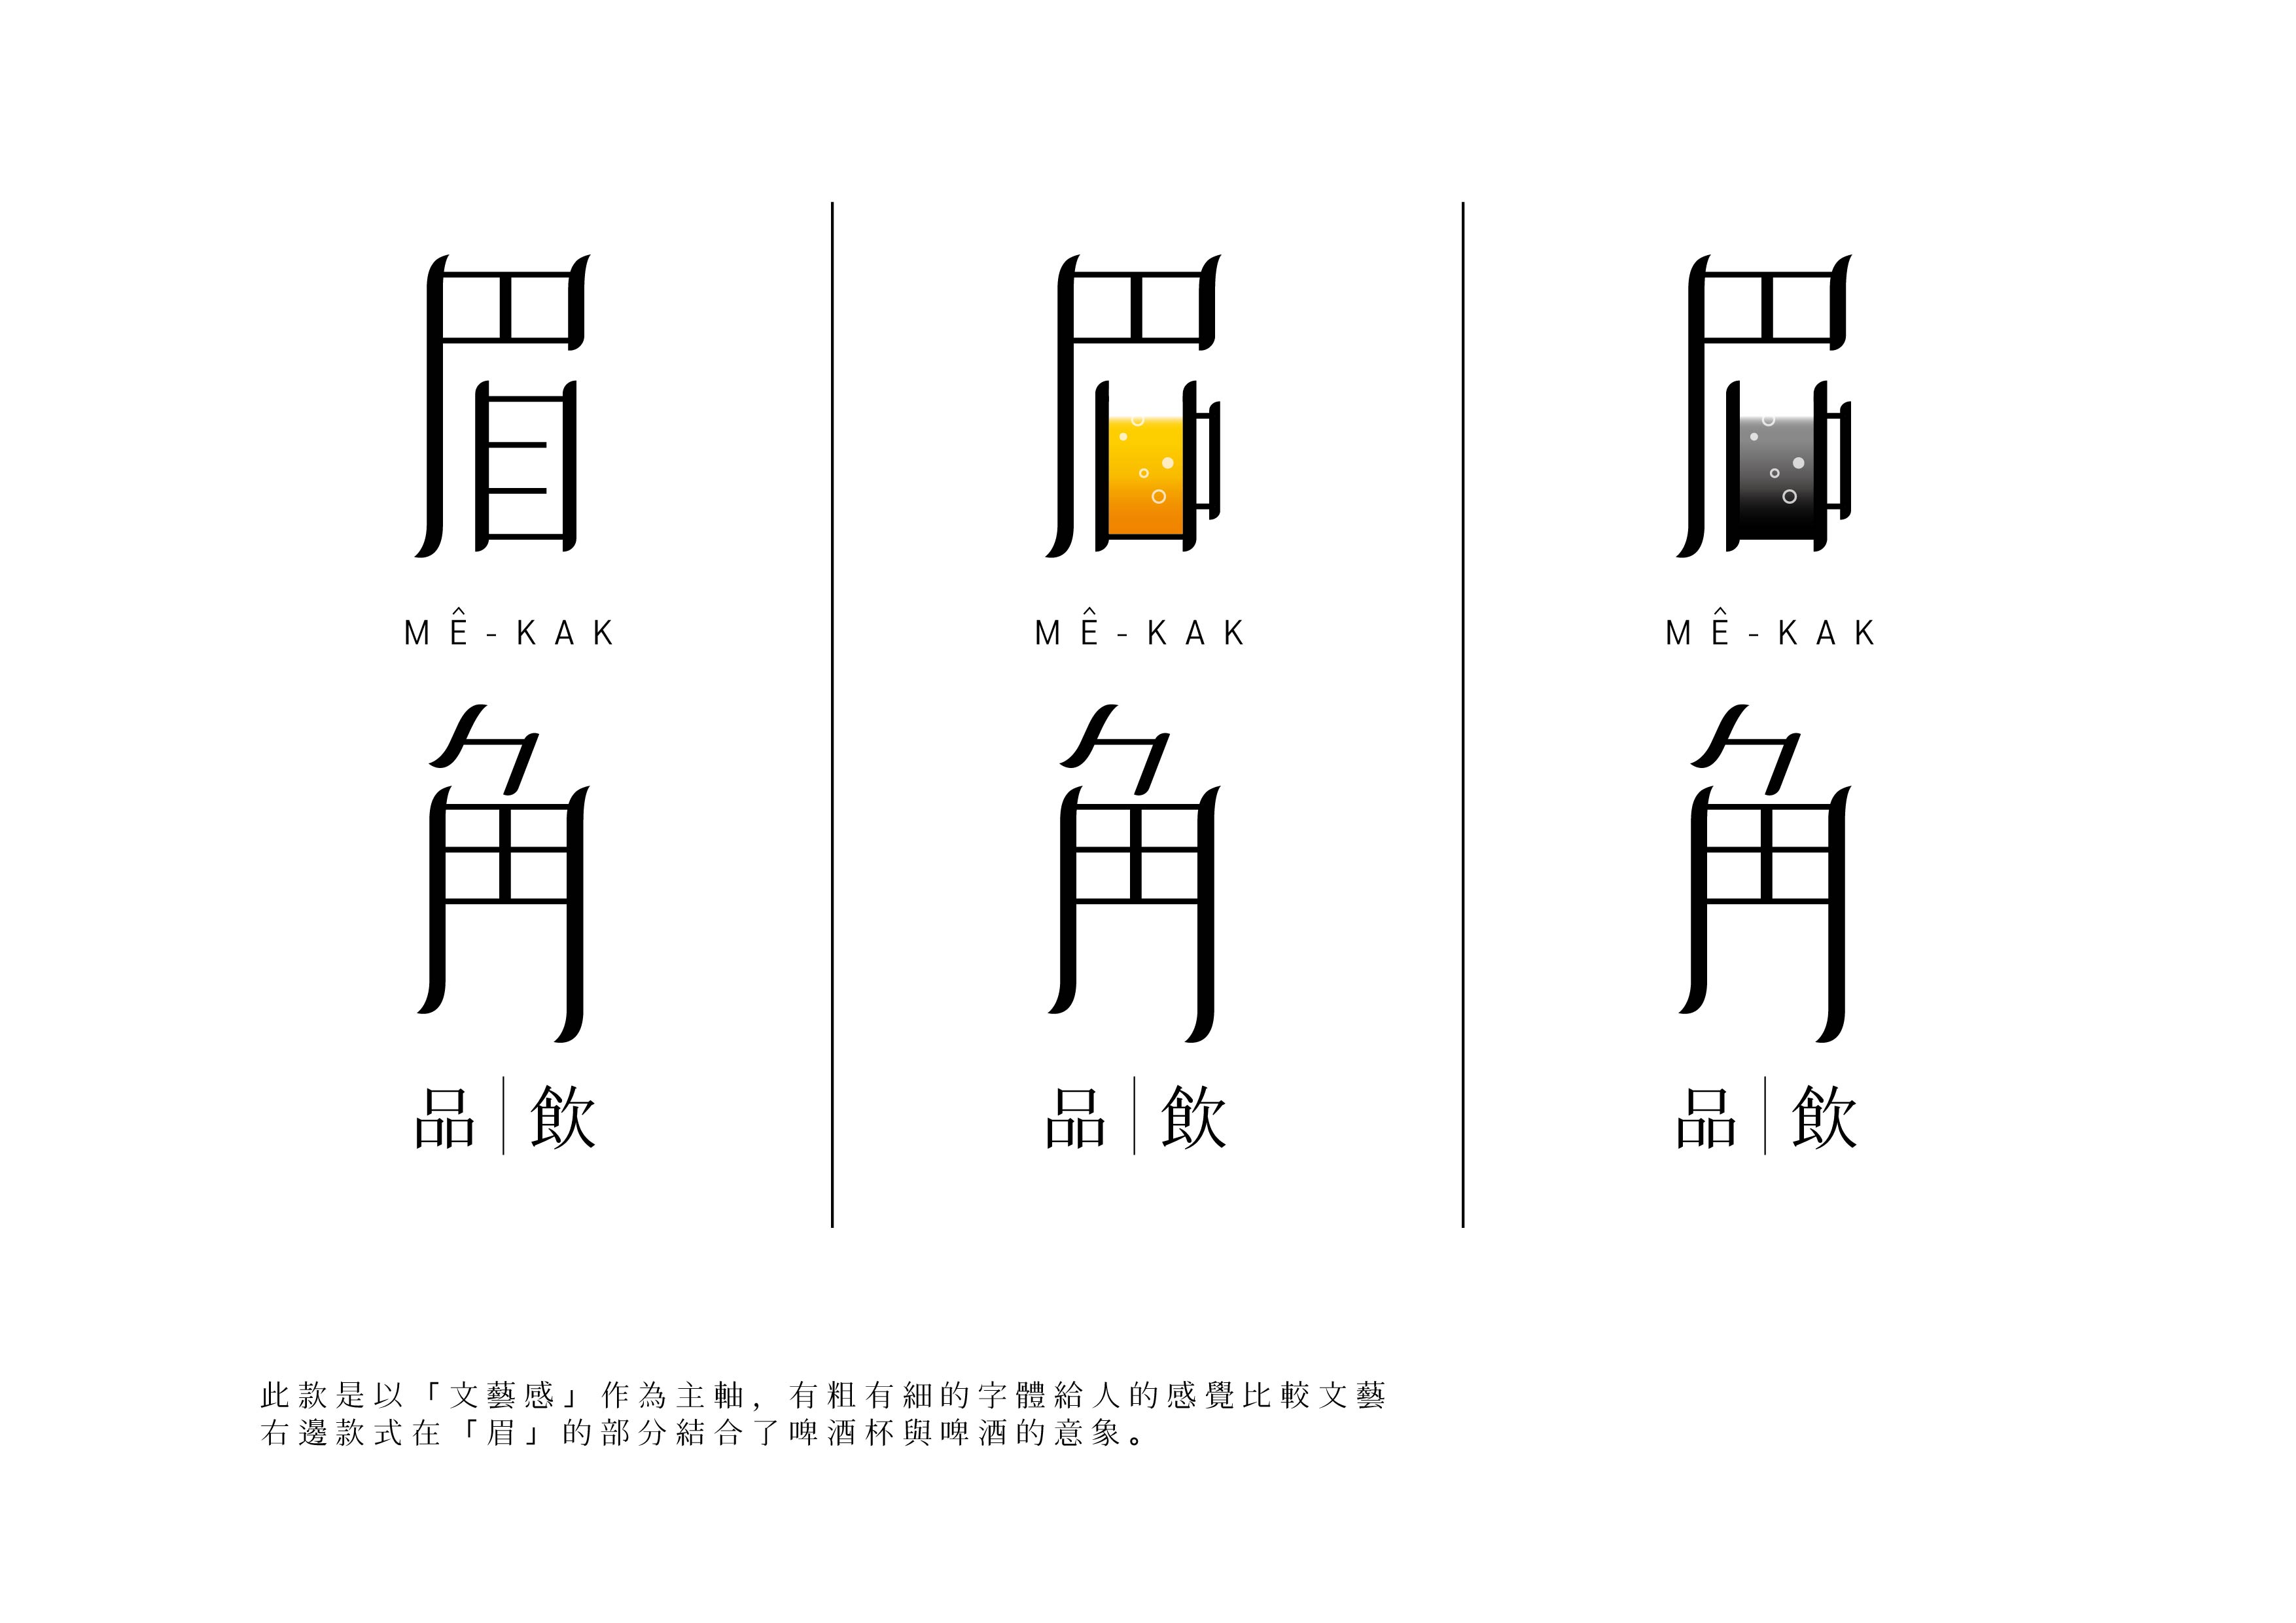 眉
MÊ-KAK
角
品|飲
眉
MÊ-KAK
角
品|飲
眉
MÊ-KAK
角
品|飲
此款是以「文藝感」作為主軸，有粗有細的字體給人的感覺比較文藝
右邊款式在「眉」的部分結合了啤酒杯與啤酒的意象。